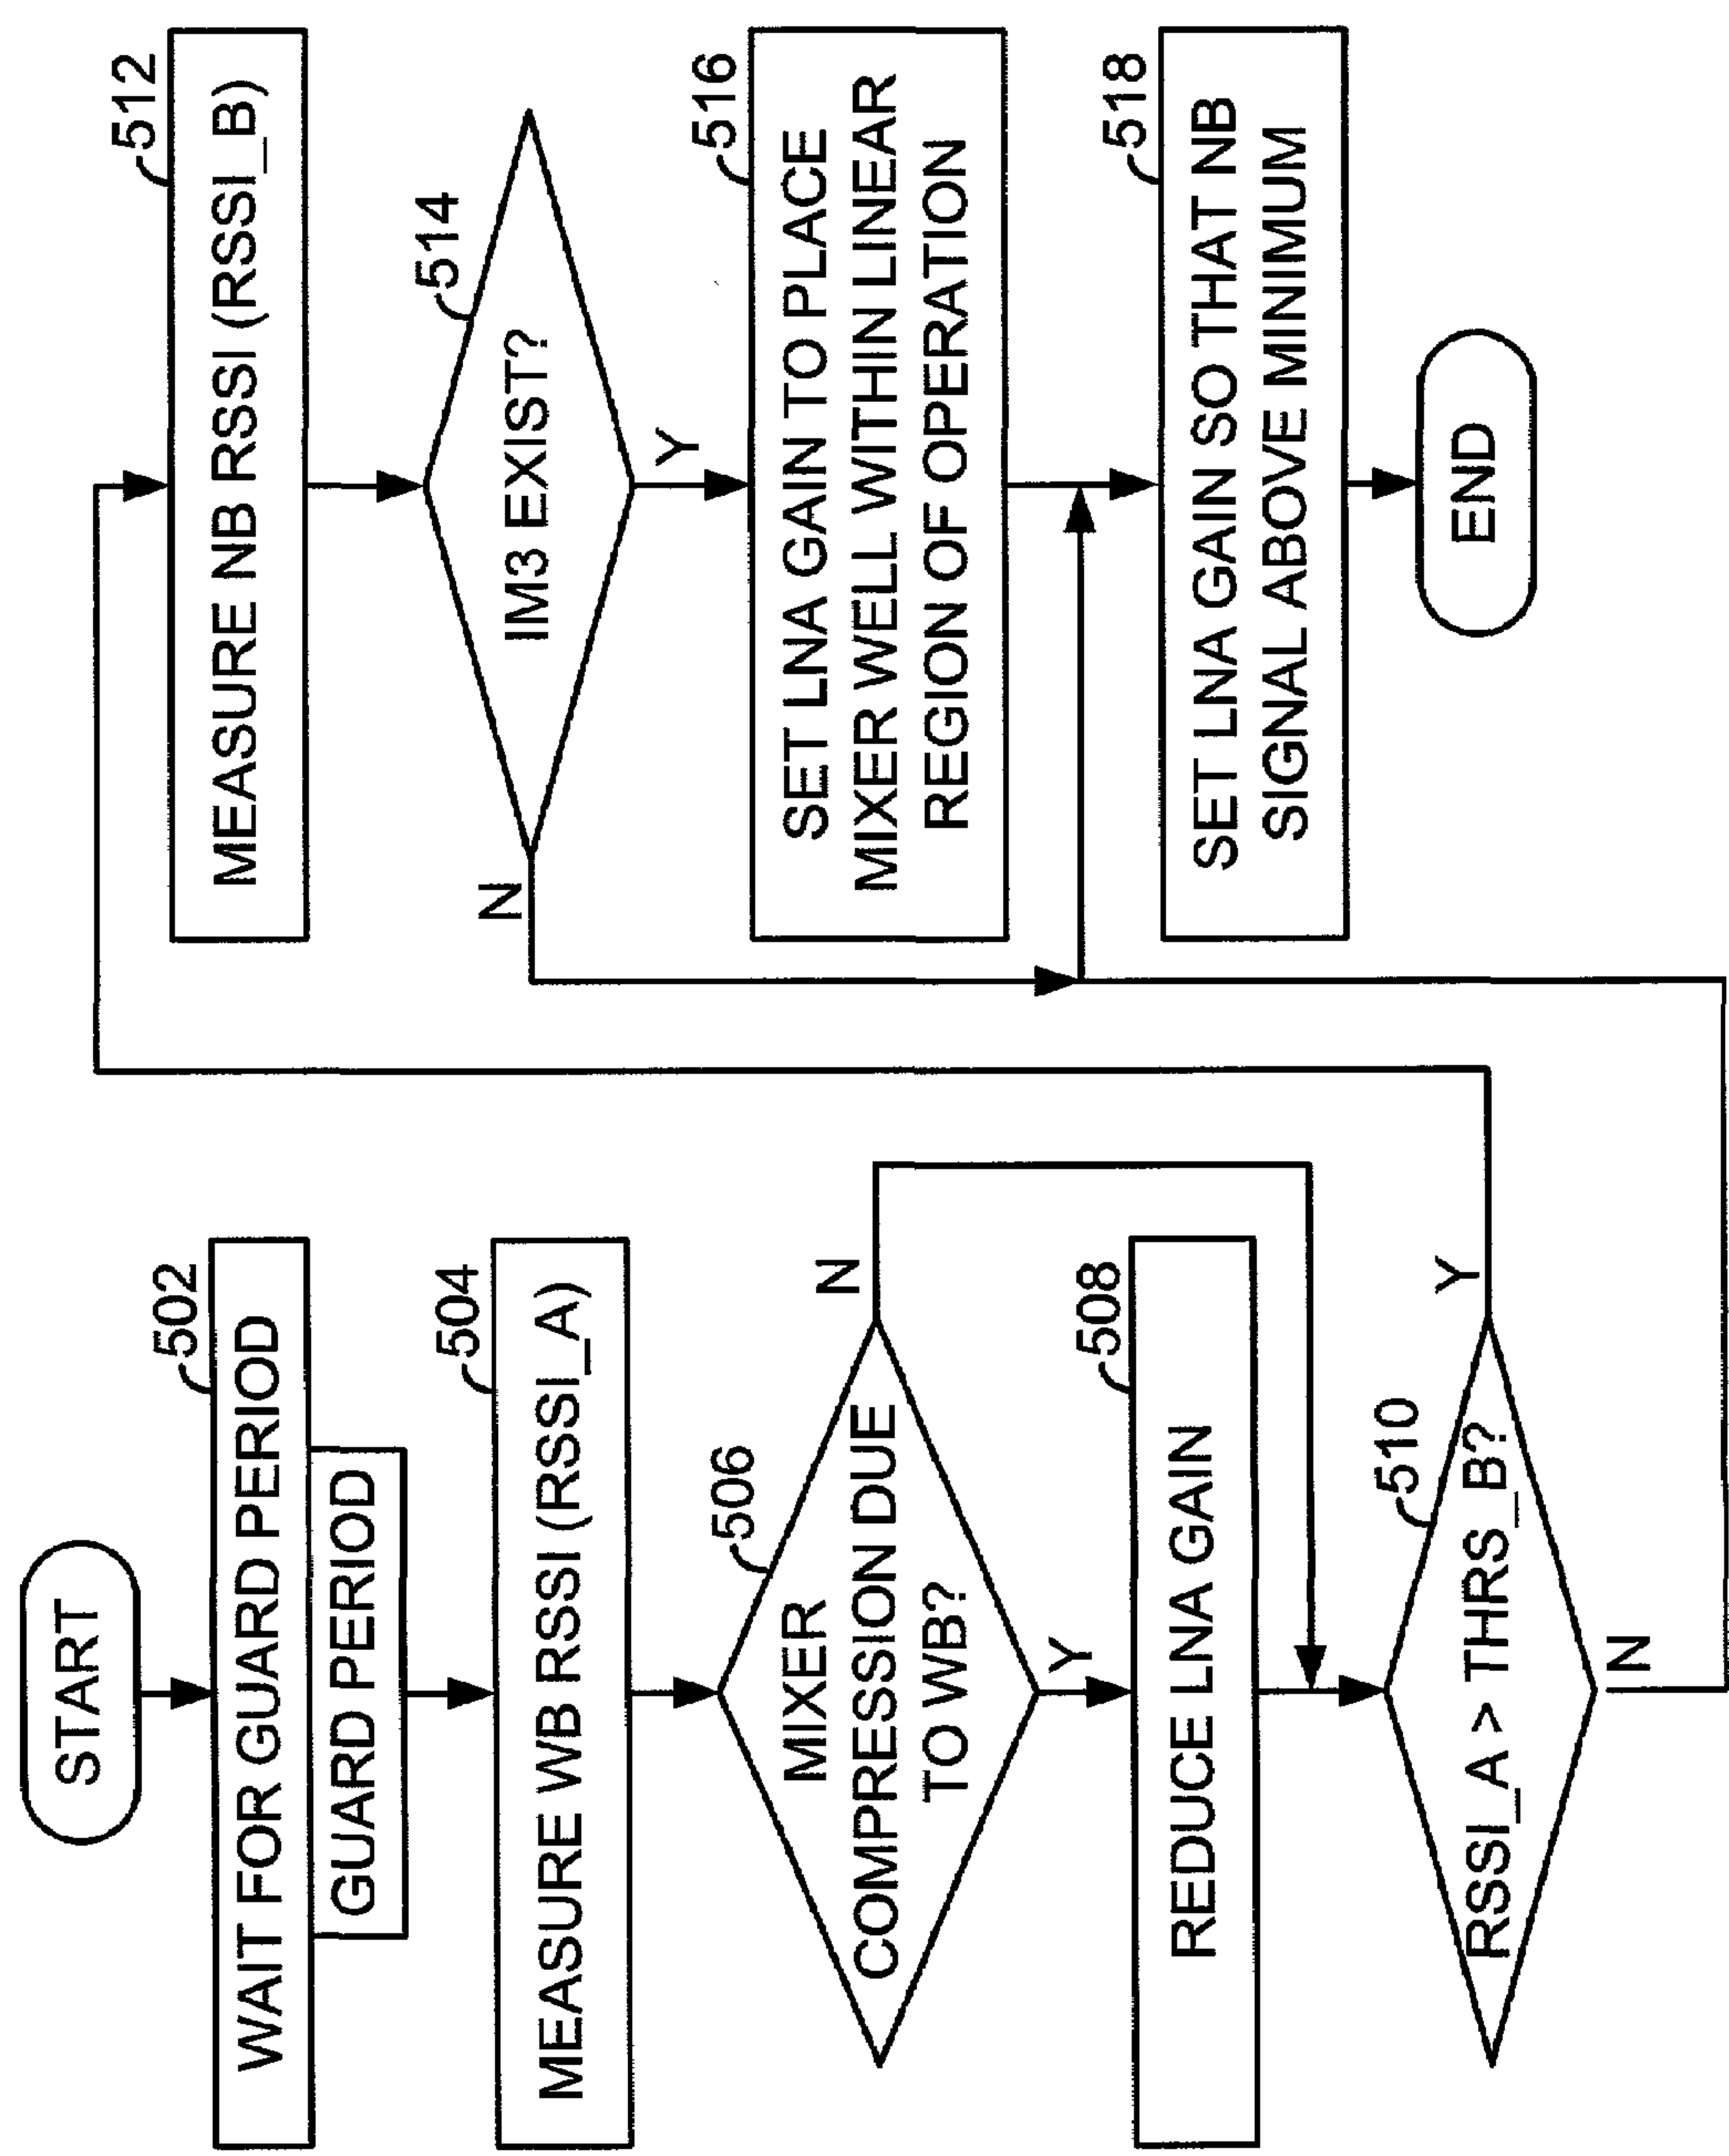 START
502
WAIT FOR GUARD PERIOD
GUARD PERIOD
504
MEASURE WB RSSI (RSSI_A)
506
MIXER
COMPRESSION DUE
TO WB?
N
Y
508
REDUCE LNA GAIN
510
RSSI_A > THRS_B?
Y
N
512
MEASURE NB RSSI (RSSI_B)
514
IM3 EXIST?
N
Y
516
SET LNA GAIN TO PLACE
MIXER WELL WITHIN LINEAR
REGION OF OPERATION
518
SET LNA GAIN SO THAT NB
SIGNAL ABOVE MINIMUM
END